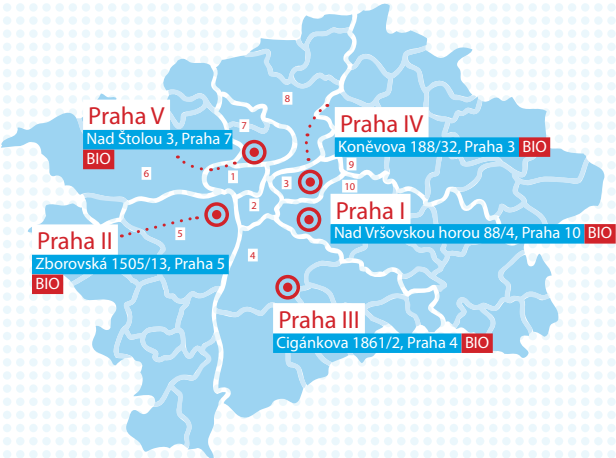 8
Praha V
Nad Štolou 3, Praha 7
BIO
7
Praha IV
Koněvova 188/32, Praha 3 BIO
9
6
1
3
10
2
Praha I
Nad Vršovskou horou 88/4, Praha 10 BIO
5
Praha II
Zborovská 1505/13, Praha 5
BIO
4
Praha III
Cigánkova 1861/2, Praha 4 BIO